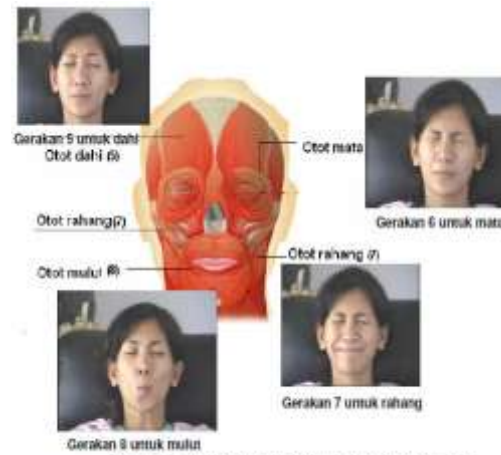 Gerakan 5 untuk dahi
Otot dahi (5)
Otot mata
Gerakan 6 untuk mata
Otot rahang(7)
Otot rahang (7)
Otot mulut (8)
Gerakan 7 untuk rahang
Gerakan 8 untuk mulut